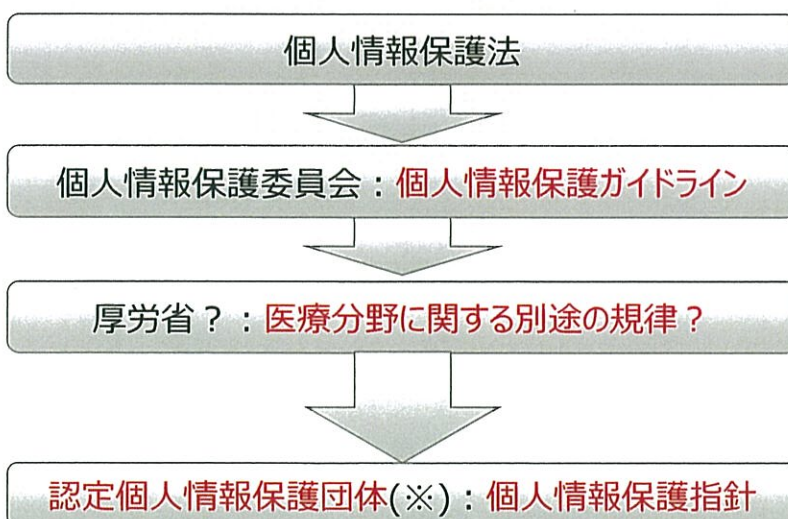 個人情報保護法
個人情報保護委員会：個人情報保護ガイドライン
厚労省？：医療分野に関する別途の規律？
認定個人情報保護団体(※)：個人情報保護指針